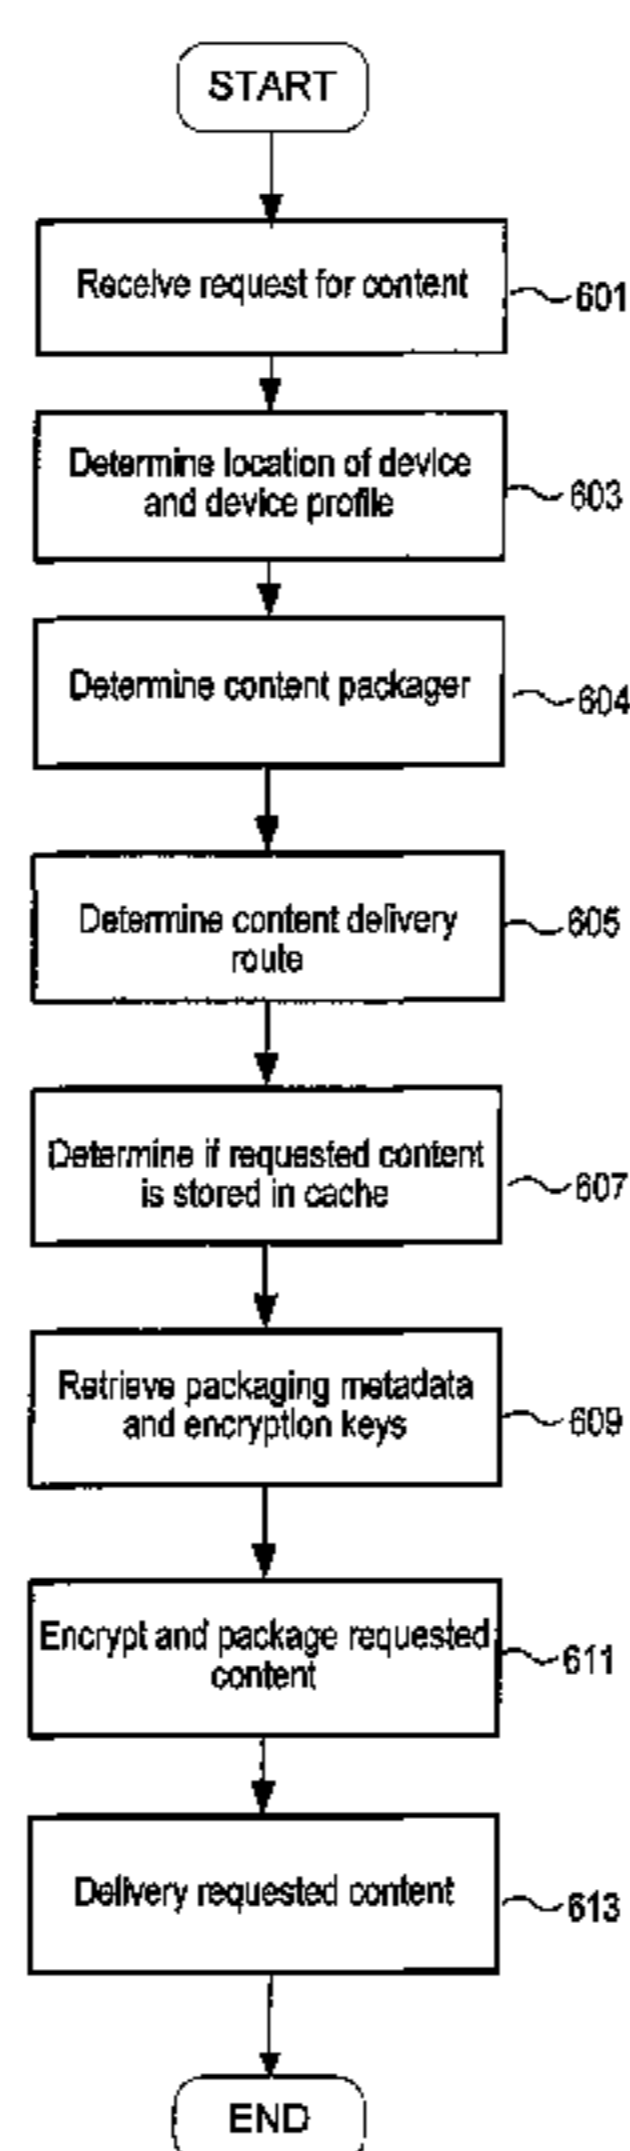 START
Receive request for content
601
Determine location of device
and device profile
603
Determine content packager
604
Determine content delivery
route
605
Determine if requested content
is stored in cache
607
Retrieve packaging metadata
and encryption keys
609
Encrypt and package requested
content
611
Delivery requested content
613
END